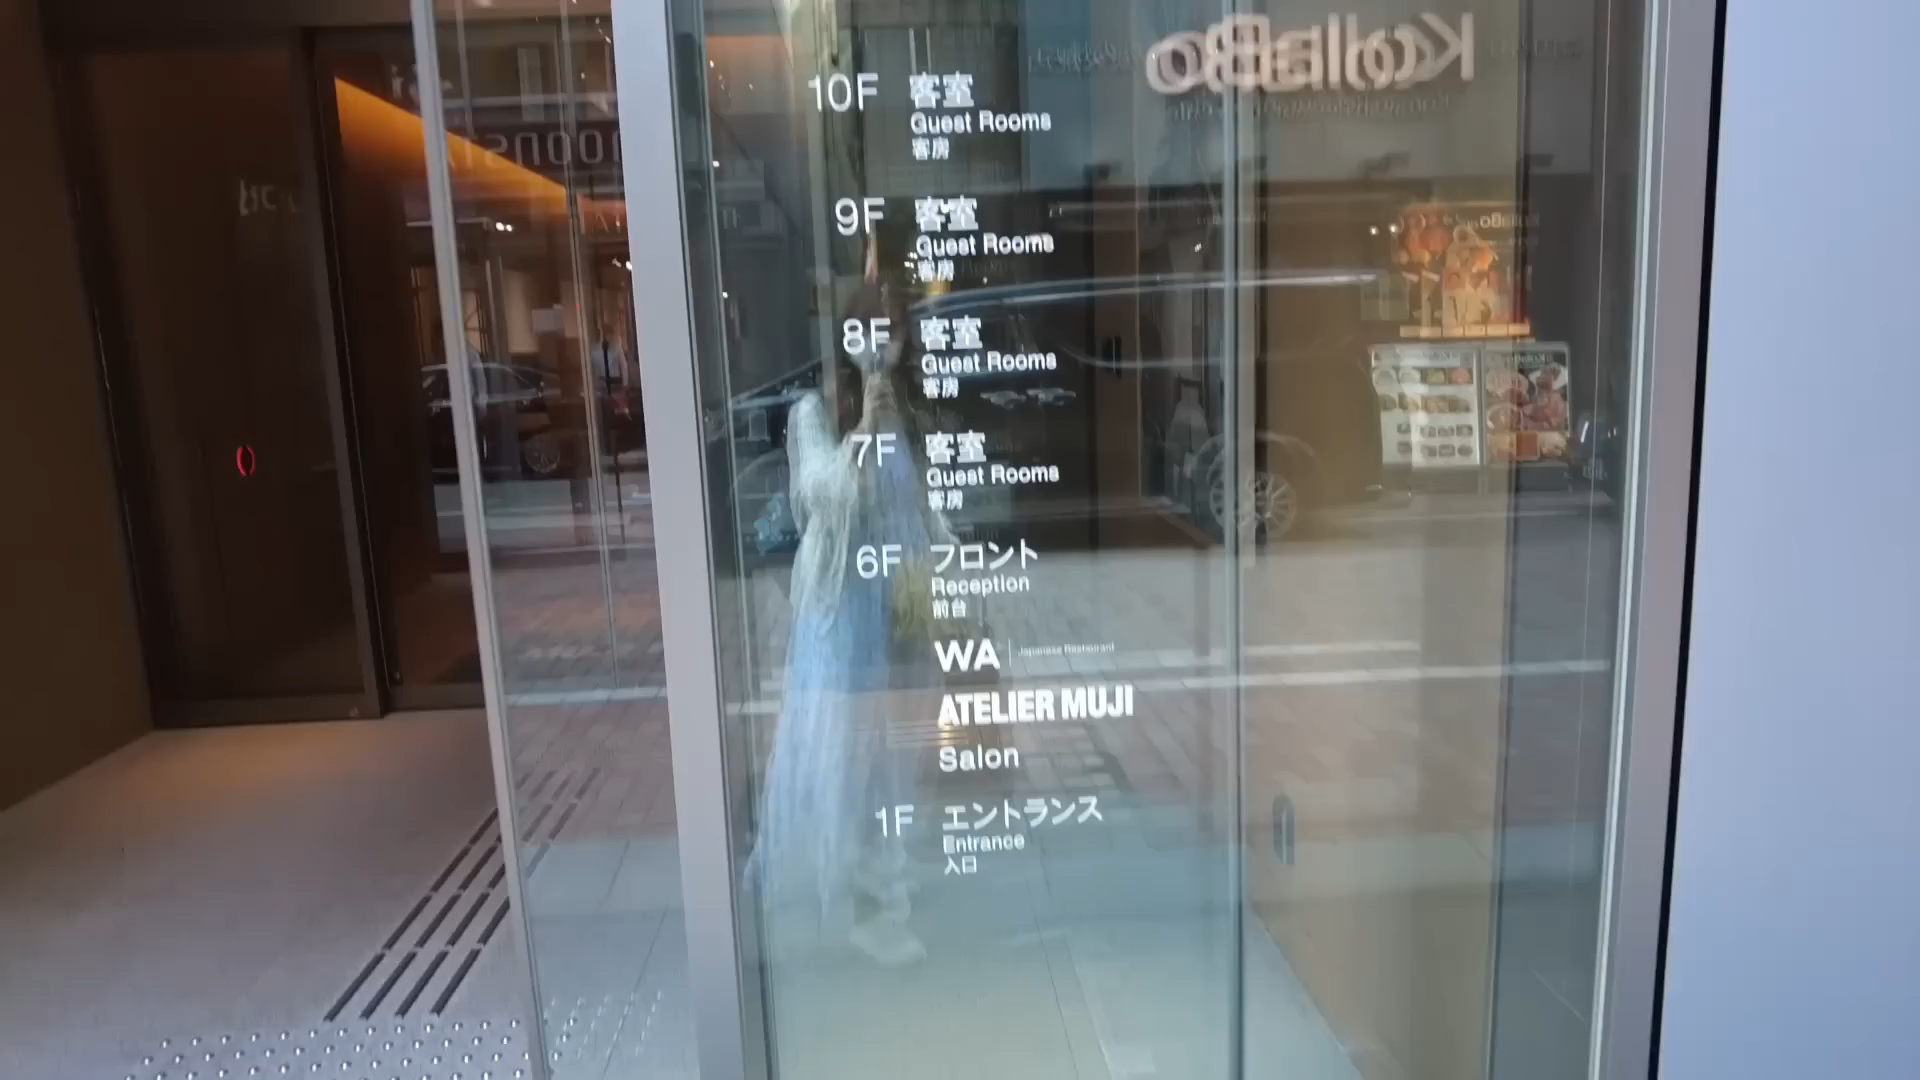 10F 客室
Guest Rooms
客房
9F 客室
Guest Rooms
客房
8F 客室
Guest Rooms
客房
7F 客室
Guest Rooms
客房
6F フロント
Reception
前台
WA Japanese Restaurant
ATELIER MUJI
Salon
1F エントランス
Entrance
入口
KollaBo